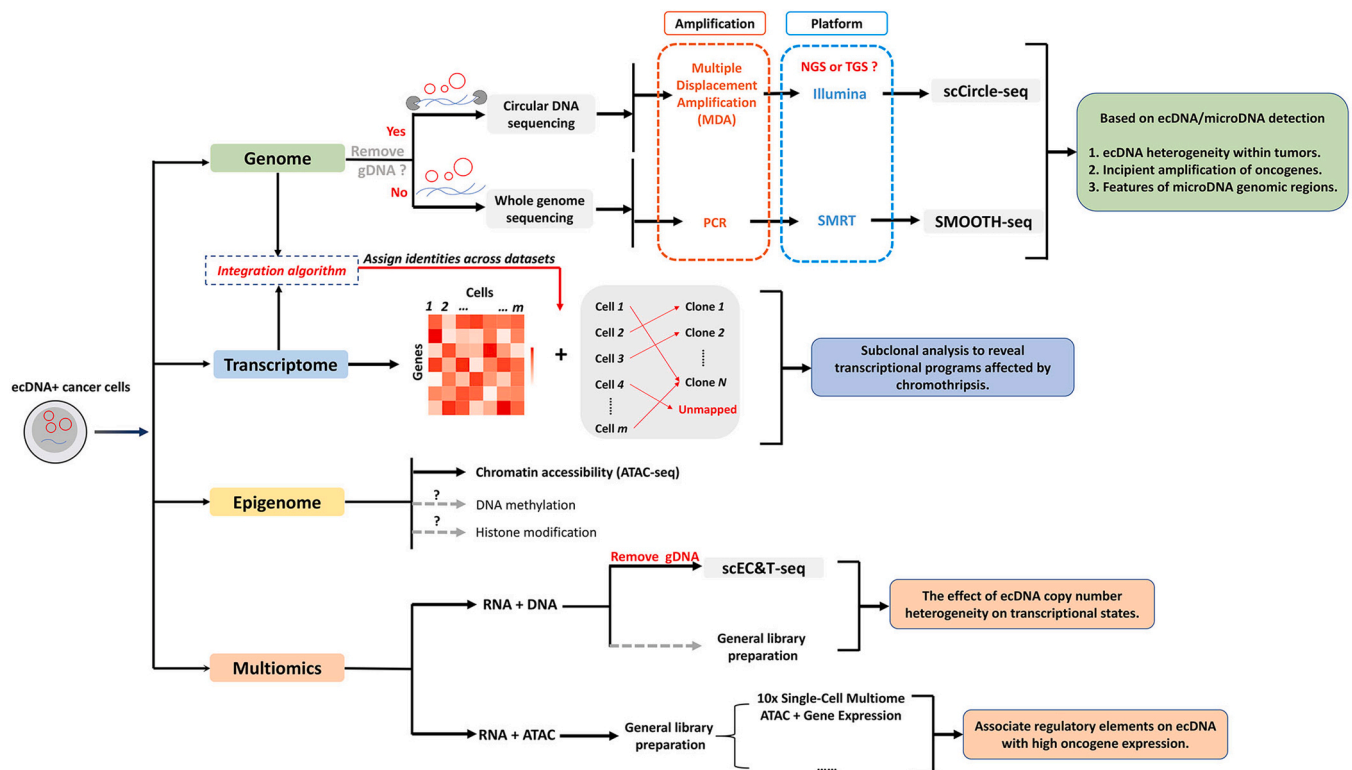 Amplification
Platform
Multiple
Displacement
Amplification
(MDA)
NGS or TGS ?
Illumina
scCircle-seq
Circular DNA
sequencing
Yes
Remove
gDNA ?
No
Genome
Whole genome
sequencing
PCR
SMRT
SMOOTH-seq
Based on ecDNA/microDNA detection
1. ecDNA heterogeneity within tumors.
2. Incipient amplification of oncogenes.
3. Features of microDNA genomic regions.
Integration algorithm
Assign identities across datasets
Cells
1 2 ... ... m
Genes
+
Cell 1
Clone 1
Cell 2
Clone 2
Cell 3
......
Clone N
Cell 4
Unmapped
......
Cell m
Transcriptome
Subclonal analysis to reveal
transcriptional programs affected by
chromothripsis.
ecDNA+ cancer cells
Epigenome
Chromatin accessibility (ATAC-seq)
?
DNA methylation
?
Histone modification
Multiomics
RNA + DNA
Remove gDNA
scEC&T-seq
General library
preparation
The effect of ecDNA copy number
heterogeneity on transcriptional states.
RNA + ATAC
General library
preparation
10x Single-Cell Multiome
ATAC + Gene Expression
......
Associate regulatory elements on ecDNA
with high oncogene expression.